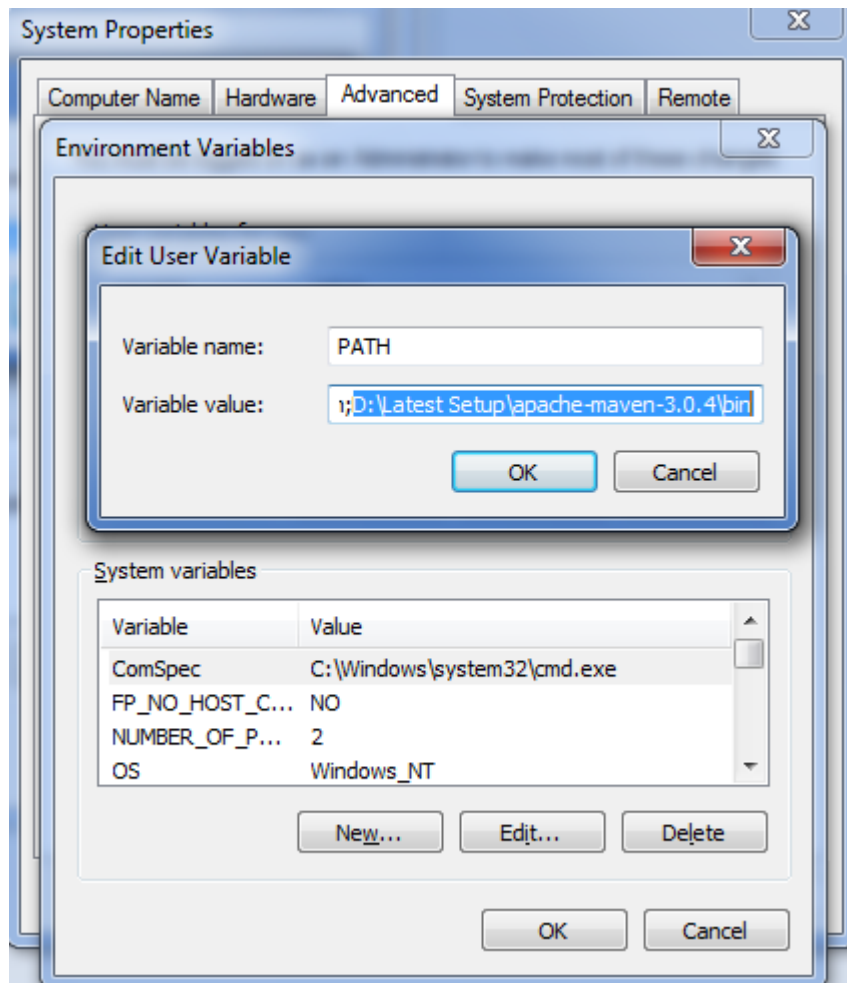 System Properties
Computer Name Hardware Advanced System Protection Remote
Environment Variables
Edit User Variable
Variable name: PATH
Variable value: ;D:\Latest Setup\apache-maven-3.0.4\bin
OK Cancel
System variables
Variable Value
ComSpec C:\Windows\system32\cmd.exe
FP_NO_HOST_C... NO
NUMBER_OF_P... 2
OS Windows_NT
New... Edit... Delete
OK Cancel